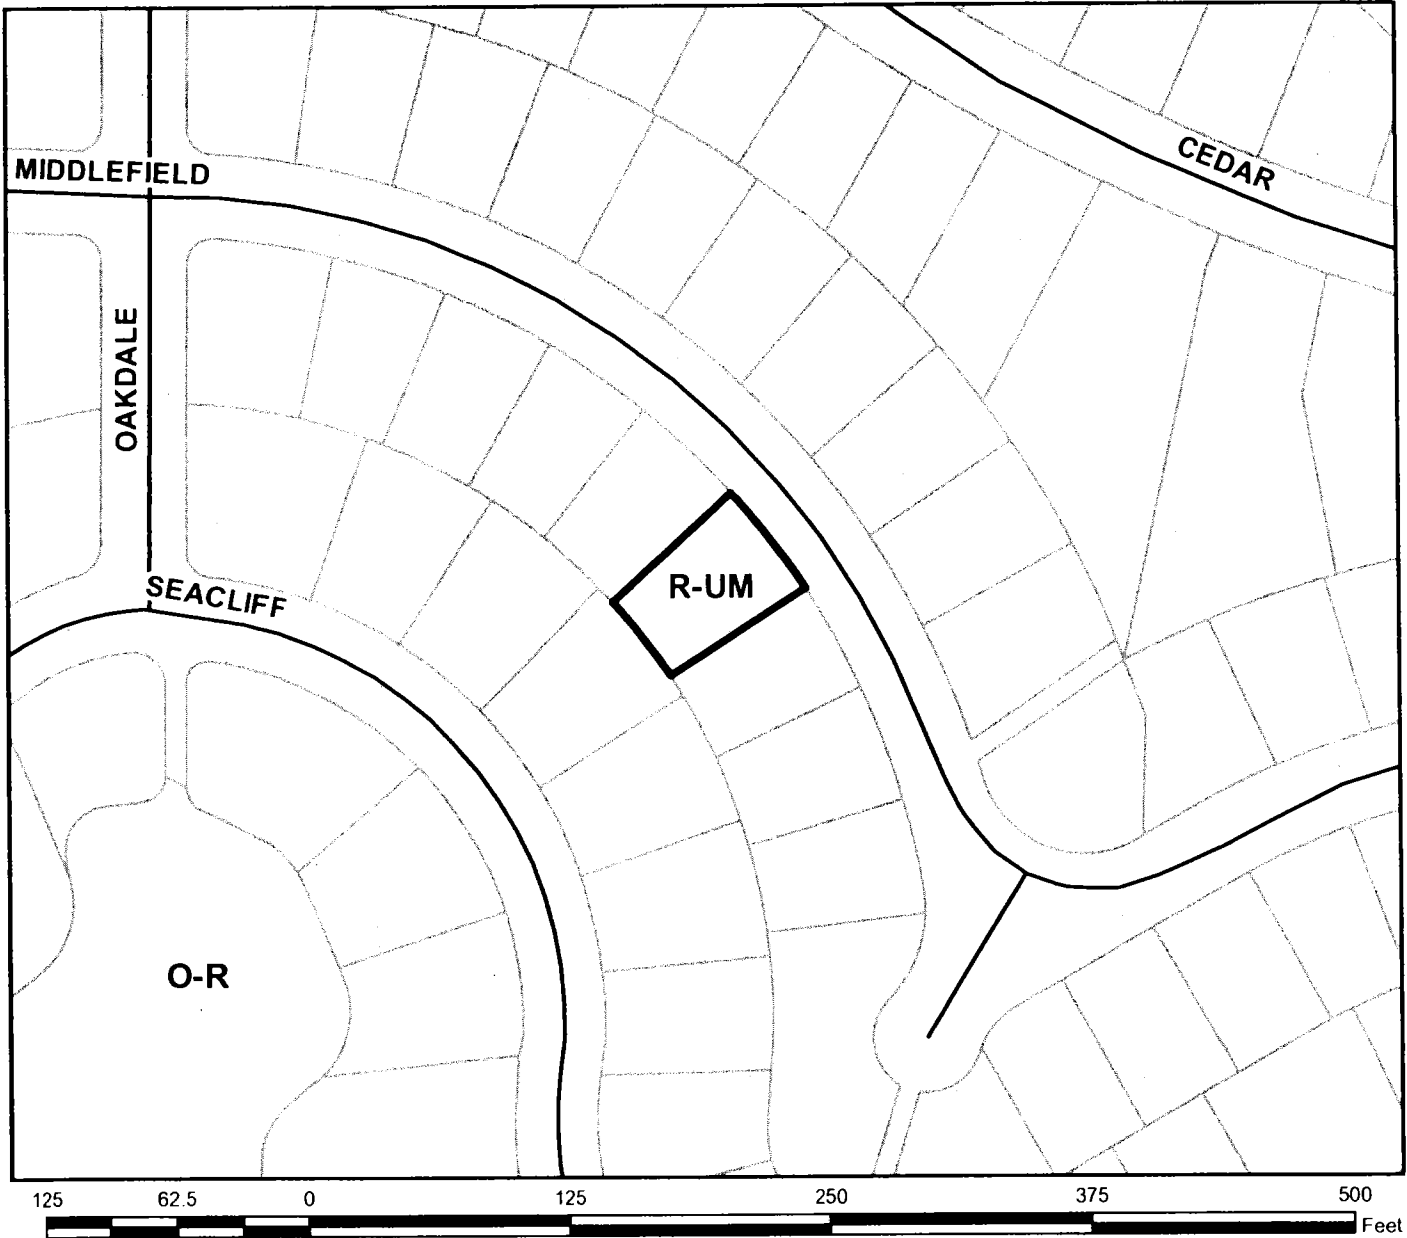 CEDAR
MIDDLEFIELD
OAKDALE
SEACLIFF
R-UM
O-R
125 62.5 0 125 250 375 500
Feet